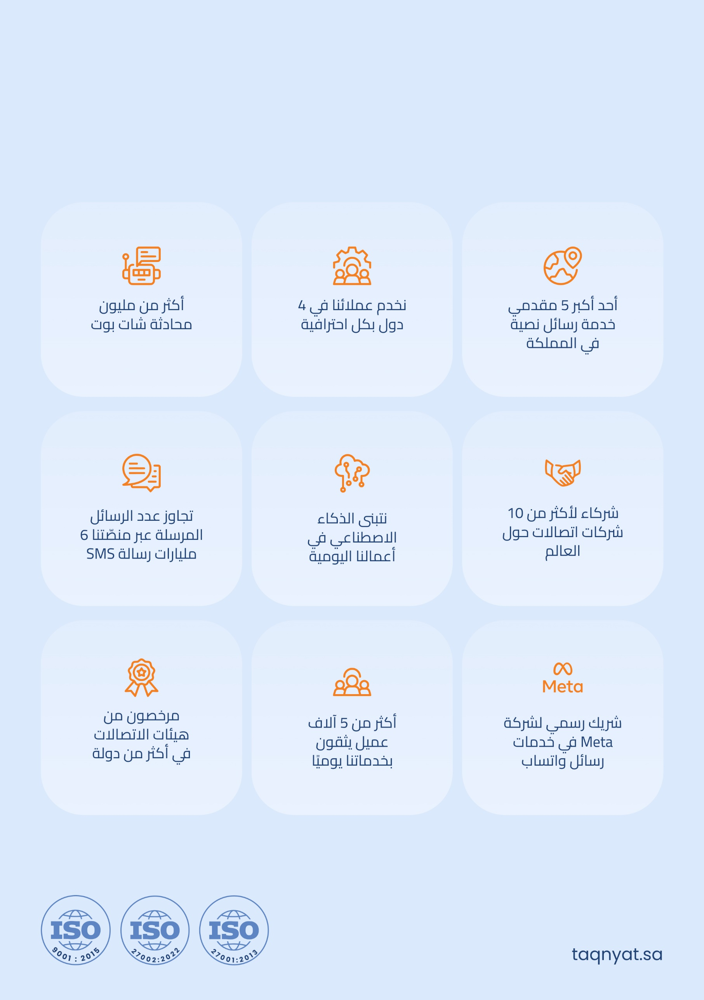 أحد أكبر 5 مقدمي
خدمة رسائل نصية
في المملكة
نخدم عملائنا في 4
دول بكل احترافية
أكثر من مليون
محادثة شات بوت
شركاء لأكثر من 10
شركات اتصالات حول
العالم
نتبنى الذكاء
الاصطناعي في
أعمالنا اليومية
تجاوز عدد الرسائل
المرسلة عبر منصّتنا 6
مليارات رسالة SMS
Meta
شريك رسمي لشركة
Meta في خدمات
رسائل واتساب
أكثر من 5 آلاف
عميل يثقون
بخدماتنا يوميًا
مرخصون من
هيئات الاتصالات
في أكثر من دولة
ISO
27001:2013
ISO
27002:2022
ISO
9001 : 2015
taqnyat.sa